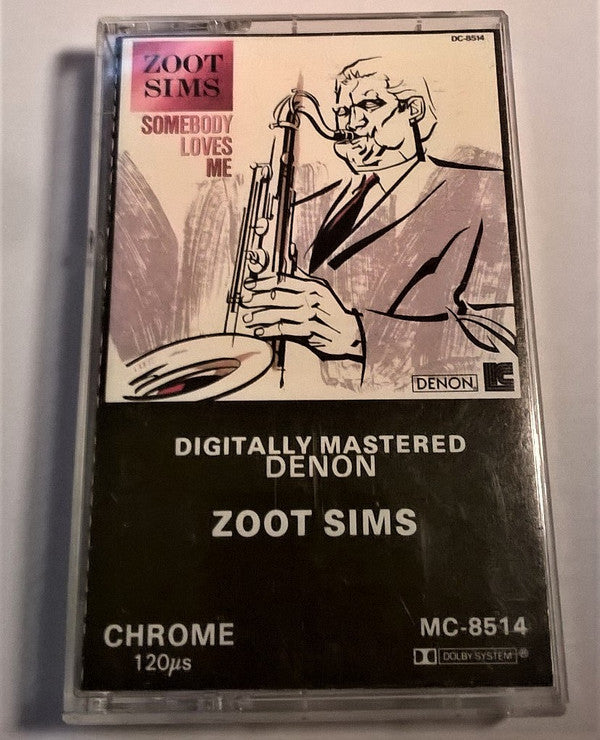 DC-8514
ZOOT
SIMS
SOMEBODY
LOVES
ME
DENON
DIGITALLY MASTERED
DENON
ZOOT SIMS
CHROME
120µs
MC-8514
DOLBY SYSTEM ®